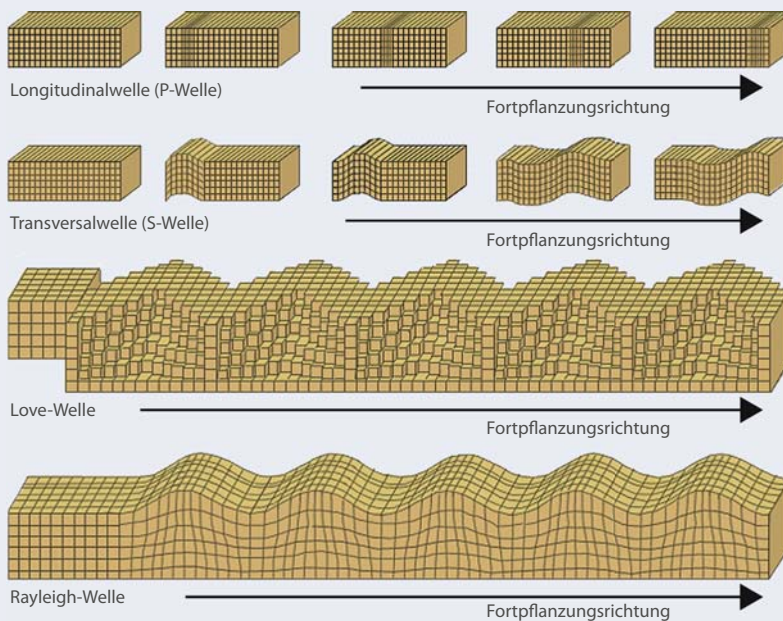 Longitudinalwelle (P-Welle)
Fortpflanzungsrichtung
Transversalwelle (S-Welle)
Fortpflanzungsrichtung
Love-Welle
Fortpflanzungsrichtung
Rayleigh-Welle
Fortpflanzungsrichtung